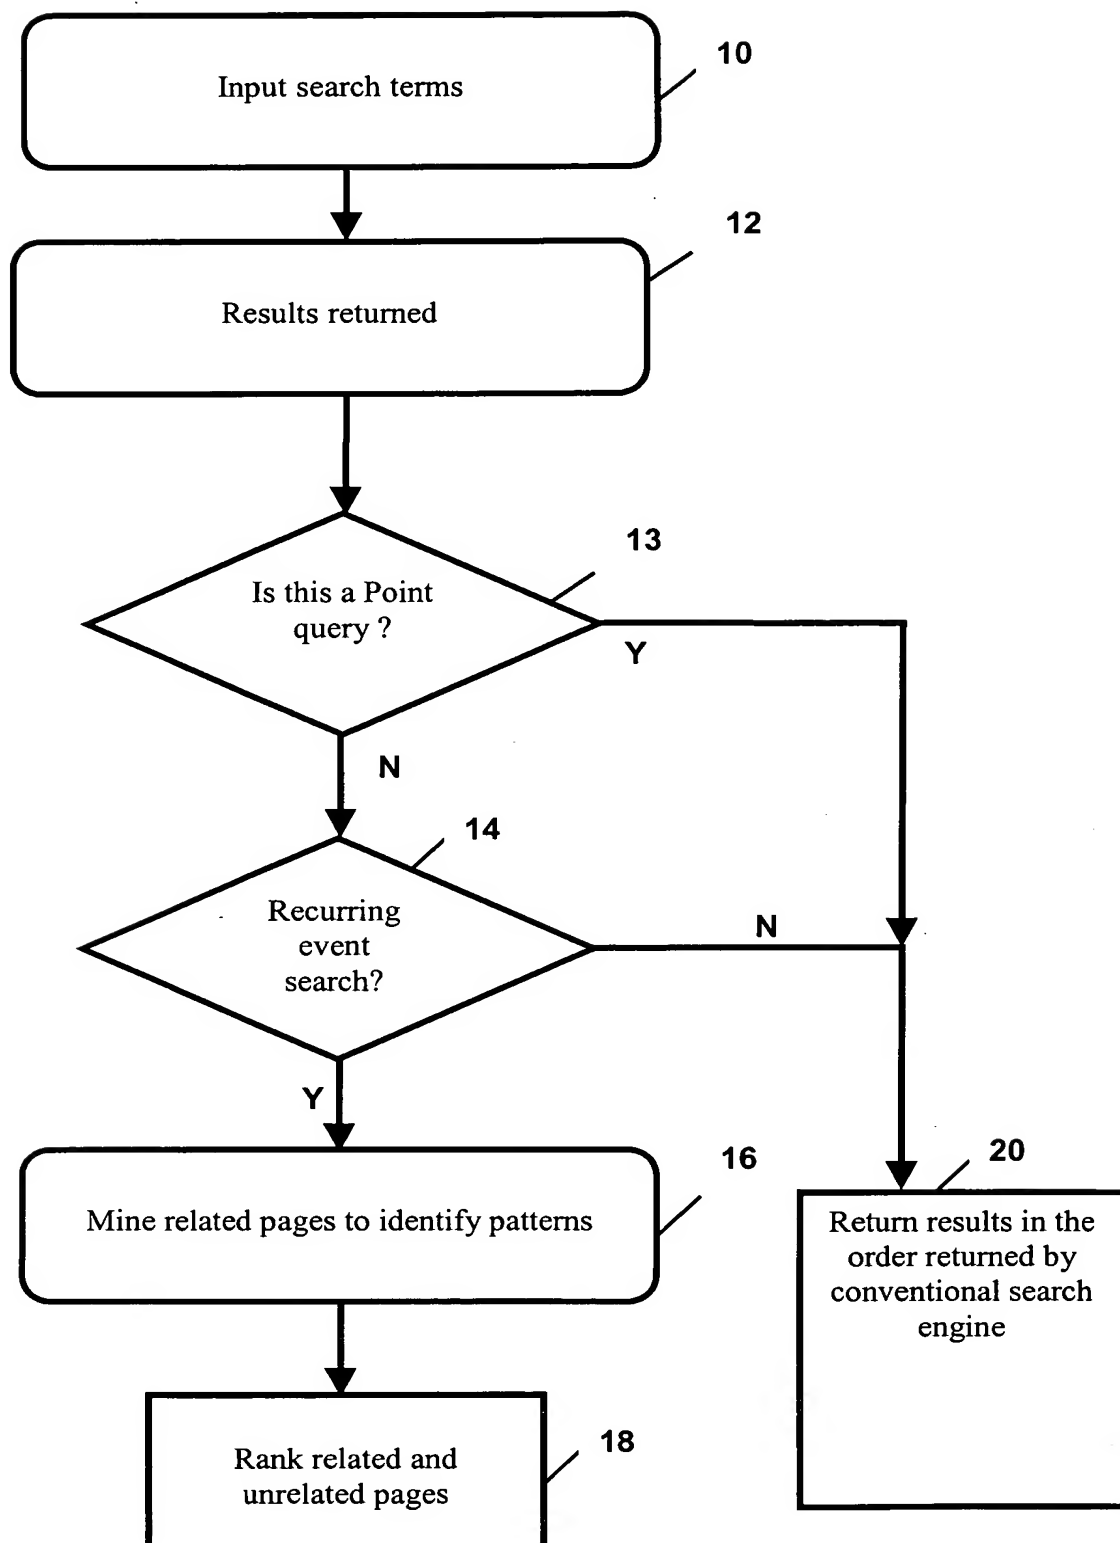 10
Input search terms
12
Results returned
13
Is this a Point
query ?
Y
N
14
Recurring
event
search?
N
Y
16
Mine related pages to identify patterns
20
Return results in the
order returned by
conventional search
engine
18
Rank related and
unrelated pages